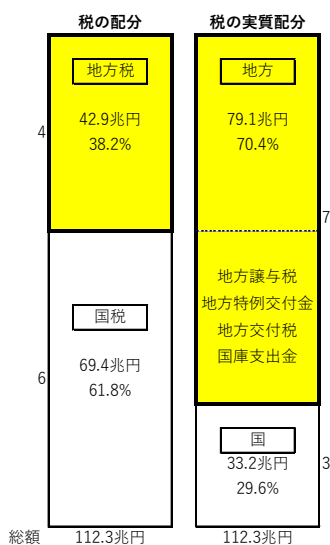 税の配分
地方税
42.9兆円
38.2%
4
国税
69.4兆円
61.8%
6
税の実質配分
地方
79.1兆円
70.4%
7
地方譲与税
地方特例交付金
地方交付税
国庫支出金
国
33.2兆円
29.6%
3
総額 112.3兆円 112.3兆円